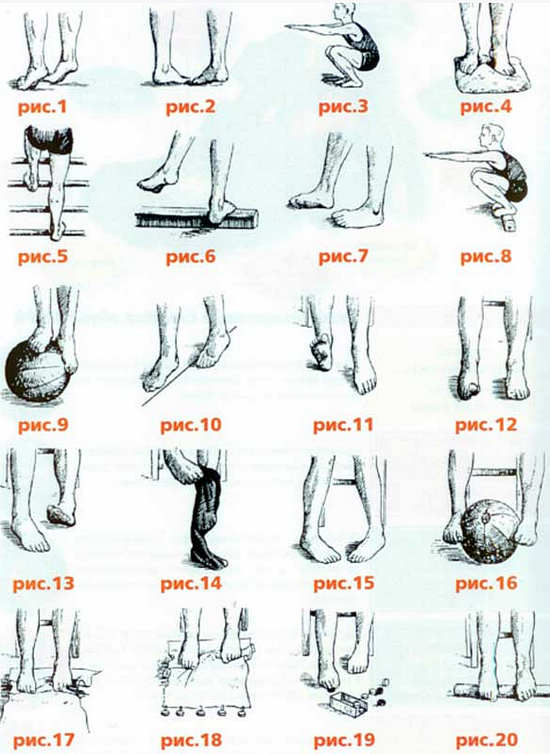 рис.1 рис.2 рис.3 рис.4
рис.5 рис.6 рис.7 рис.8
рис.9 рис.10 рис.11 рис.12
рис.13 рис.14 рис.15 рис.16
рис.17 рис.18 рис.19 рис.20